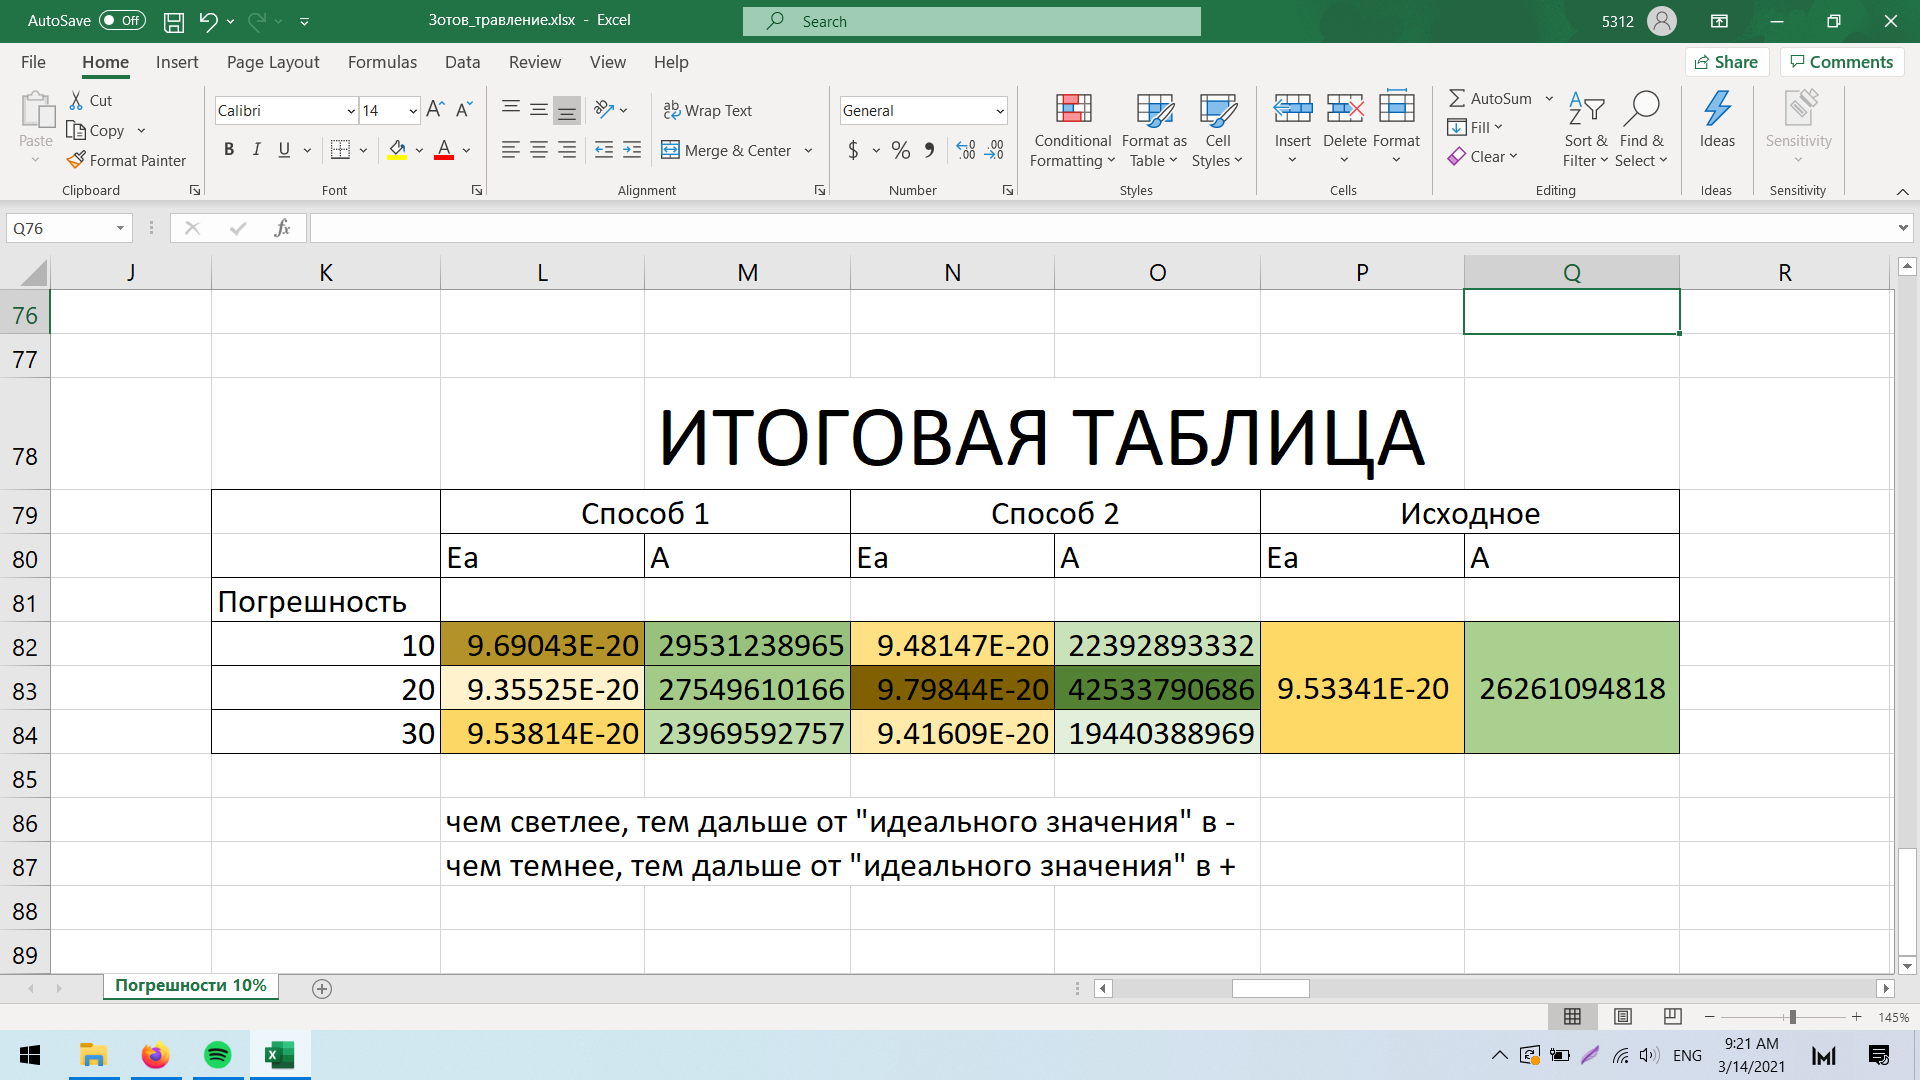 AutoSave Off Зотов_травление.xlsx - Excel Search 5312
File Home Insert Page Layout Formulas Data Review View Help Share Comments
Paste Cut Copy Format Painter Clipboard
Calibri 14 A A B I U A Font
ab Wrap Text Merge & Center Alignment
General $ % 9 .00 .00 Number
Conditional Formatting Format as Table Cell Styles Styles
Insert Delete Format Cells
AutoSum Fill Clear Sort & Filter Find & Select Editing
Ideas Ideas
Sensitivity Sensitivity
Q76 fx
J K L M N O P Q R
76
77
78 ИТОГОВАЯ ТАБЛИЦА
79 Способ 1 Способ 2 Исходное
80 Ea A Ea A Ea A
81 Погрешность
82 10 9.69043E-20 29531238965 9.48147E-20 22392893332
83 20 9.35525E-20 27549610166 9.79844E-20 42533790686 9.53341E-20 26261094818
84 30 9.53814E-20 23969592757 9.41609E-20 19440388969
85
86 чем светлее, тем дальше от "идеального значения" в -
87 чем темнее, тем дальше от "идеального значения" в +
88
89
Погрешности 10%
145%
ENG 9:21 AM
3/14/2021